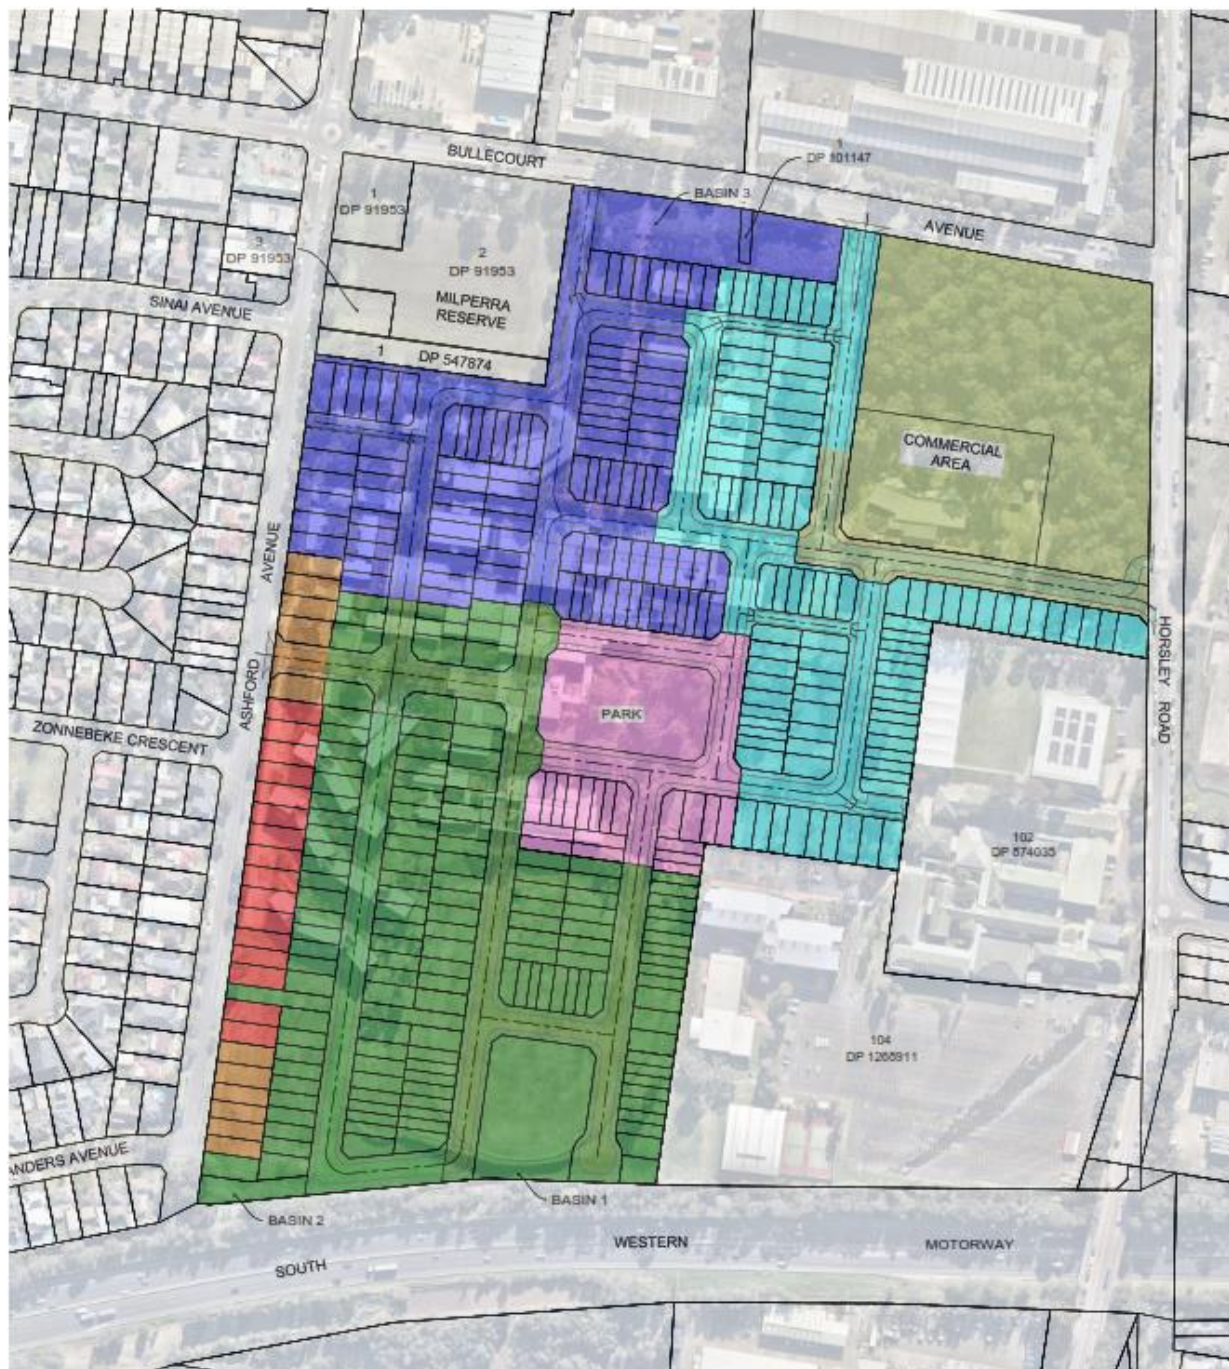 BULLECOURT
1
DP 101147
BASIN 3
AVENUE
1
DP 91953
3
DP 91953
2
DP 91953
MILPERRA
RESERVE
SINAI AVENUE
1 DP 547874
COMMERCIAL
AREA
AVENUE
ASHFORD
HORSLEY ROAD
PARK
ZONNEBEKE CRESCENT
102
DP 874035
104
DP 1268911
ANDERS AVENUE
BASIN 1
BASIN 2
WESTERN
MOTORWAY
SOUTH